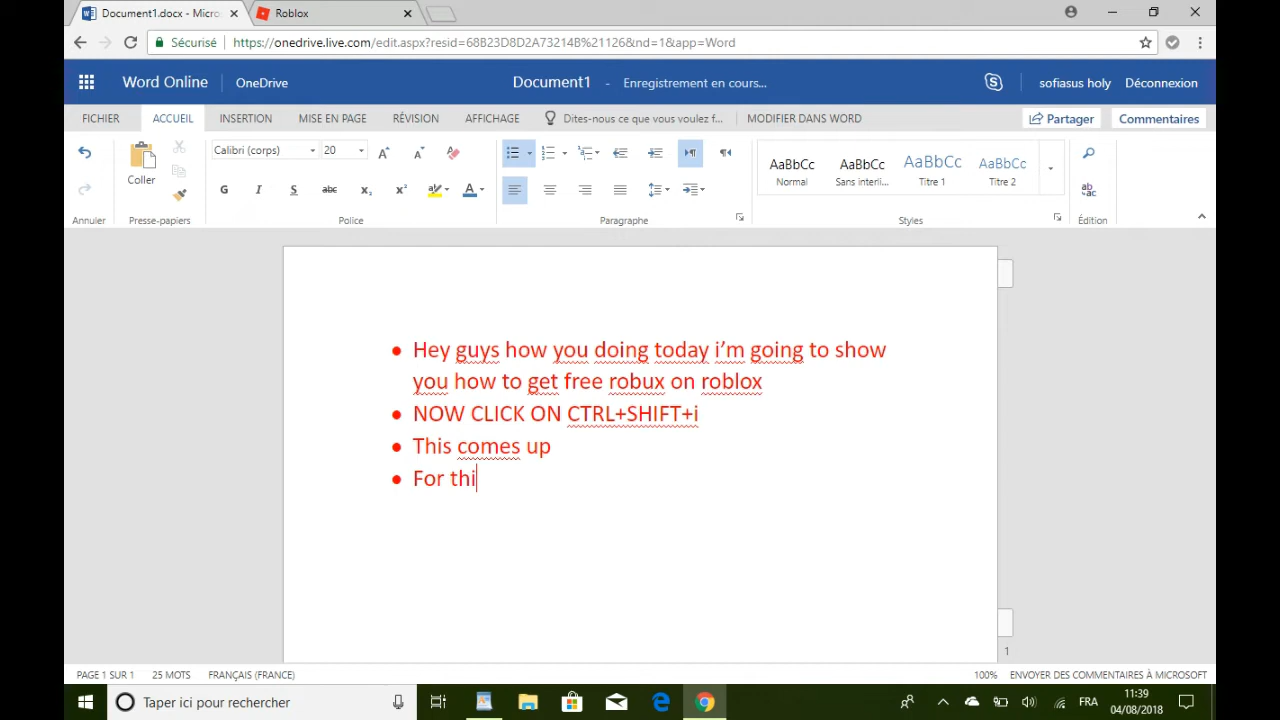 Document1.docx - Micro
Roblox
Sécurisé
https://onedrive.live.com/edit.aspx?resid=68B23D8D2A73214B%21126&nd=1&app=Word
Word Online
OneDrive
Document1 - Enregistrement en cours...
sofiasus holy
Déconnexion
FICHIER
ACCUEIL
INSERTION
MISE EN PAGE
RÉVISION
AFFICHAGE
Dites-nous ce que vous voulez f...
MODIFIER DANS WORD
Partager
Commentaires
Coller
Calibri (corps)
20
G I S abc x₂ x² A
AaBbCc
AaBbCc
AaBbCc
AaBbCc
Normal
Sans interli...
Titre 1
Titre 2
Annuler
Presse-papiers
Police
Paragraphe
Styles
Édition
• Hey guys how you doing today i’m going to show
you how to get free robux on roblox
• NOW CLICK ON CTRL+SHIFT+i
• This comes up
• For thi
1
PAGE 1 SUR 1
25 MOTS
FRANÇAIS (FRANCE)
100%
ENVOYER DES COMMENTAIRES À MICROSOFT
Taper ici pour rechercher
FRA
11:39
04/08/2018